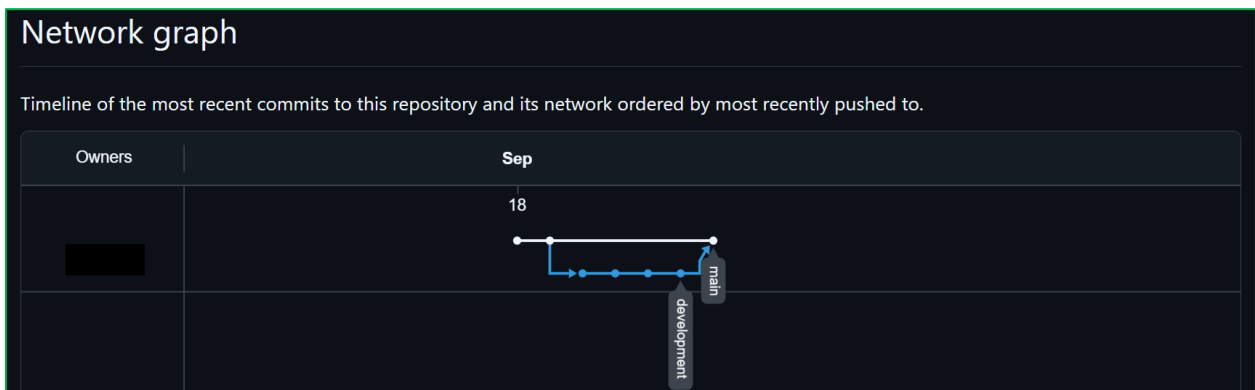 Network graph
Timeline of the most recent commits to this repository and its network ordered by most recently pushed to.
Owners
Sep
18
main
development